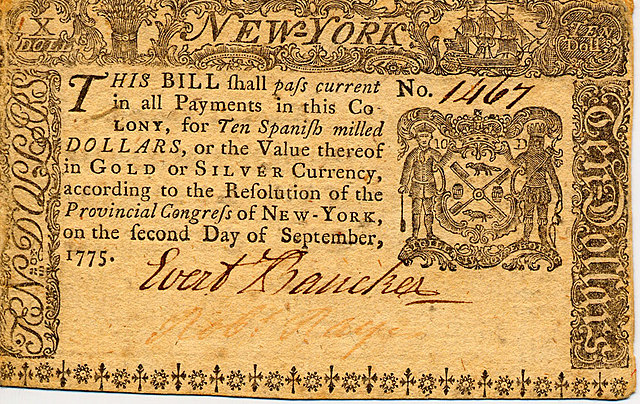 X
DOLL
NEW-YORK
TEN
Doll.
THIS BILL ſhall paſs current
in all Payments in this Co
LONY, for Ten Spaniſh milled
DOLLARS, or the Value thereof
in GOLD or SILVER Currency,
according to the Reſolution of the
Provincial Congreſs of NEW-YORK,
on the ſecond Day of September,
1775.
No. 1467
10 D
TEN DOLLARS
Ten Dollars
Evert Bancker